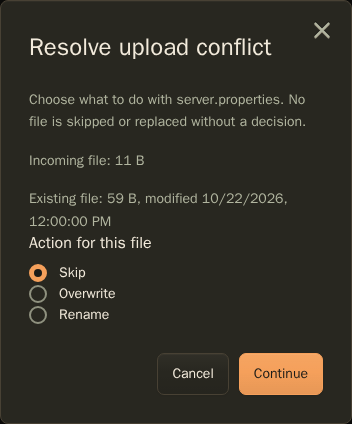 Resolve upload conflict
Choose what to do with server.properties. No
file is skipped or replaced without a decision.
Incoming file: 11 B
Existing file: 59 B, modified 10/22/2026,
12:00:00 PM
Action for this file
Skip
Overwrite
Rename
Cancel
Continue